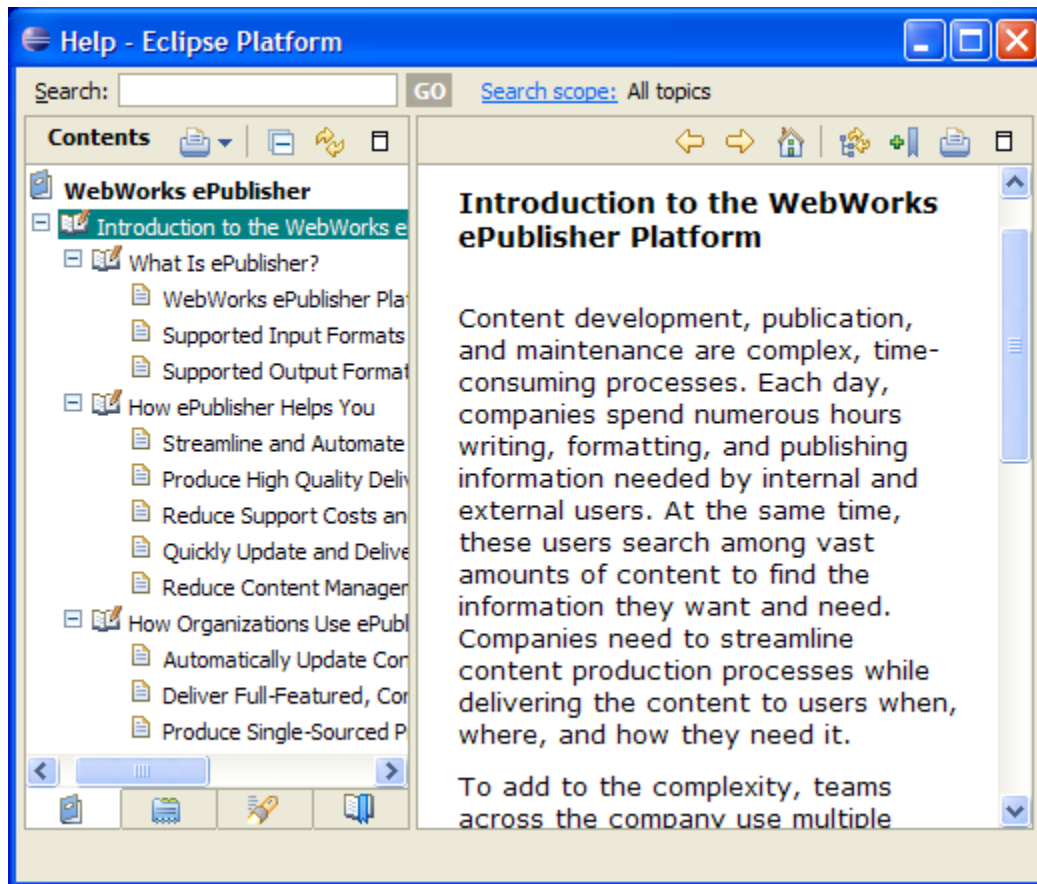 Help - Eclipse Platform
Search:
GO
Search scope: All topics
Contents
WebWorks ePublisher
Introduction to the WebWorks e
What Is ePublisher?
WebWorks ePublisher Pla
Supported Input Formats
Supported Output Format
How ePublisher Helps You
Streamline and Automate
Produce High Quality Deliv
Reduce Support Costs an
Quickly Update and Delive
Reduce Content Manager
How Organizations Use ePubl
Automatically Update Con
Deliver Full-Featured, Cor
Produce Single-Sourced P
Introduction to the WebWorks
ePublisher Platform
Content development, publication,
and maintenance are complex, time-
consuming processes. Each day,
companies spend numerous hours
writing, formatting, and publishing
information needed by internal and
external users. At the same time,
these users search among vast
amounts of content to find the
information they want and need.
Companies need to streamline
content production processes while
delivering the content to users when,
where, and how they need it.
To add to the complexity, teams
across the company use multiple